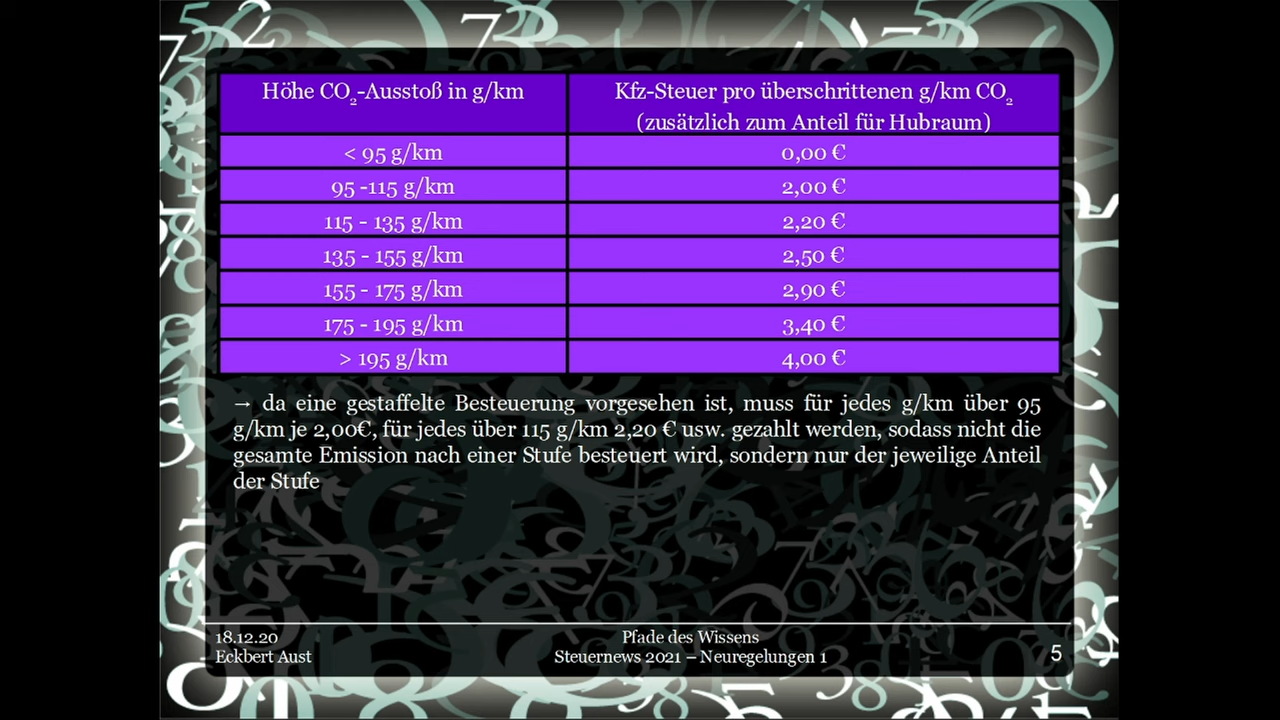 Höhe CO₂-Ausstoß in g/km
Kfz-Steuer pro überschrittenen g/km CO₂
(zusätzlich zum Anteil für Hubraum)
< 95 g/km
0,00 €
95 -115 g/km
2,00 €
115 - 135 g/km
2,20 €
135 - 155 g/km
2,50 €
155 - 175 g/km
2,90 €
175 - 195 g/km
3,40 €
> 195 g/km
4,00 €
→ da eine gestaffelte Besteuerung vorgesehen ist, muss für jedes g/km über 95
g/km je 2,00€, für jedes über 115 g/km 2,20 € usw. gezahlt werden, sodass nicht die
gesamte Emission nach einer Stufe besteuert wird, sondern nur der jeweilige Anteil
der Stufe
18.12.20
Eckbert Aust
Pfade des Wissens
Steuernews 2021 – Neuregelungen 1
5